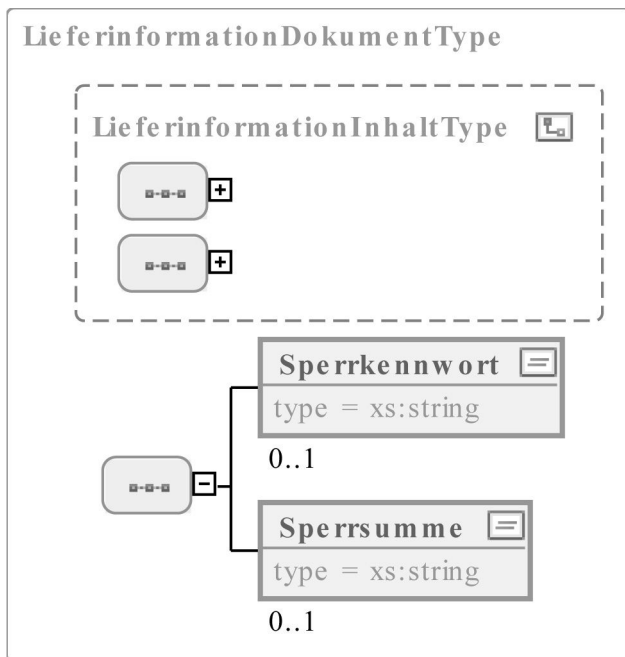 LieferinformationDokumentType
LieferinformationInhaltType
Sperrkennwort
type = xs:string
0..1
Sperrsumme
type = xs:string
0..1